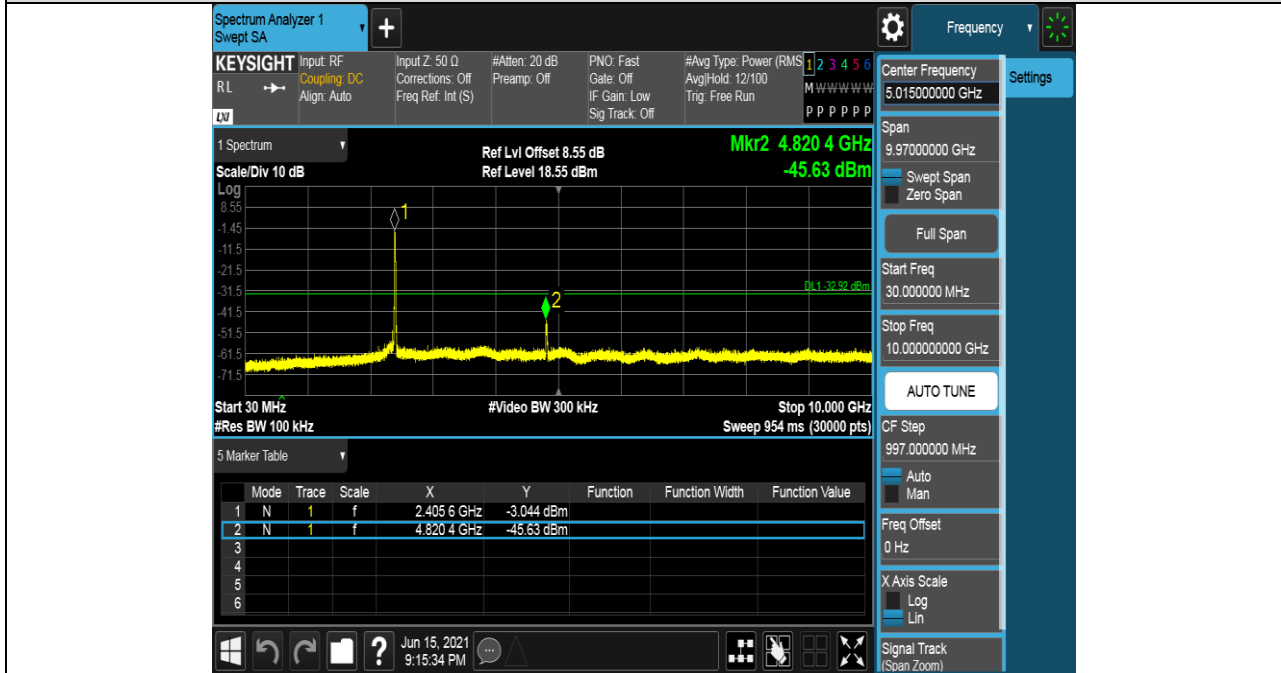 Spectrum Analyzer 1
Swept SA
+
Frequency
KEYSIGHT
RL
LXI
Input: RF
Coupling: DC
Align: Auto
Input Z: 50 Ω
Corrections: Off
Freq Ref: Int (S)
#Atten: 20 dB
Preamp: Off
PNO: Fast
Gate: Off
IF Gain: Low
Sig Track: Off
#Avg Type: Power (RMS
Avg|Hold: 12/100
Trig: Free Run
1 2 3 4 5 6
M W W W W W
P P P P P P
1 Spectrum
Scale/Div 10 dB
Ref Lvl Offset 8.55 dB
Ref Level 18.55 dBm
Mkr2 4.820 4 GHz
-45.63 dBm
Log
8.55
-1.45
-11.5
-21.5
-31.5
-41.5
-51.5
-61.5
-71.5
1
2
DL1 -32.92 dBm
Start 30 MHz
#Video BW 300 kHz
Stop 10.000 GHz
#Res BW 100 kHz
Sweep 954 ms (30000 pts)
5 Marker Table
Mode Trace Scale X Y Function Function Width Function Value
1 N 1 f 2.405 6 GHz -3.044 dBm
2 N 1 f 4.820 4 GHz -45.63 dBm
3
4
5
6
?
Jun 15, 2021
9:15:34 PM
Center Frequency
5.015000000 GHz
Settings
Span
9.97000000 GHz
Swept Span
Zero Span
Full Span
Start Freq
30.000000 MHz
Stop Freq
10.000000000 GHz
AUTO TUNE
CF Step
997.000000 MHz
Auto
Man
Freq Offset
0 Hz
X Axis Scale
Log
Lin
Signal Track
(Span Zoom)